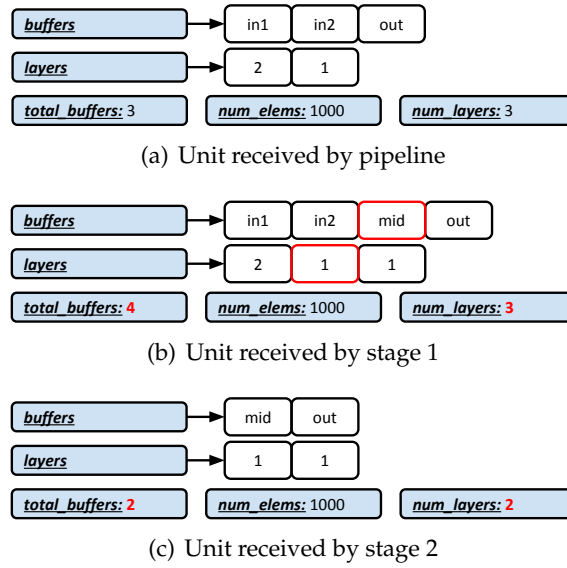 buffers in1 in2 out
layers 2 1
total_buffers: 3 num_elems: 1000 num_layers: 3
(a) Unit received by pipeline
buffers in1 in2 mid out
layers 2 1 1
total_buffers: 4 num_elems: 1000 num_layers: 3
(b) Unit received by stage 1
buffers mid out
layers 1 1
total_buffers: 2 num_elems: 1000 num_layers: 2
(c) Unit received by stage 2